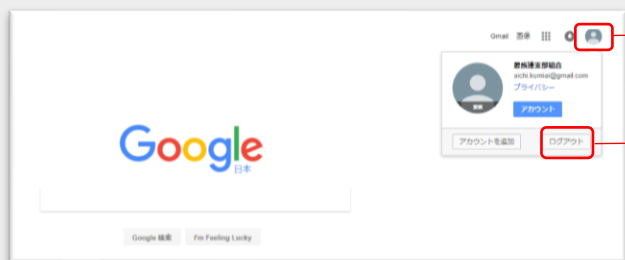 Gmail 画像
aichi.kumiai@gmail.com
プライバシー
変更
アカウント
アカウントを追加 ログアウト
Google
日本
Google 検索 I'm Feeling Lucky